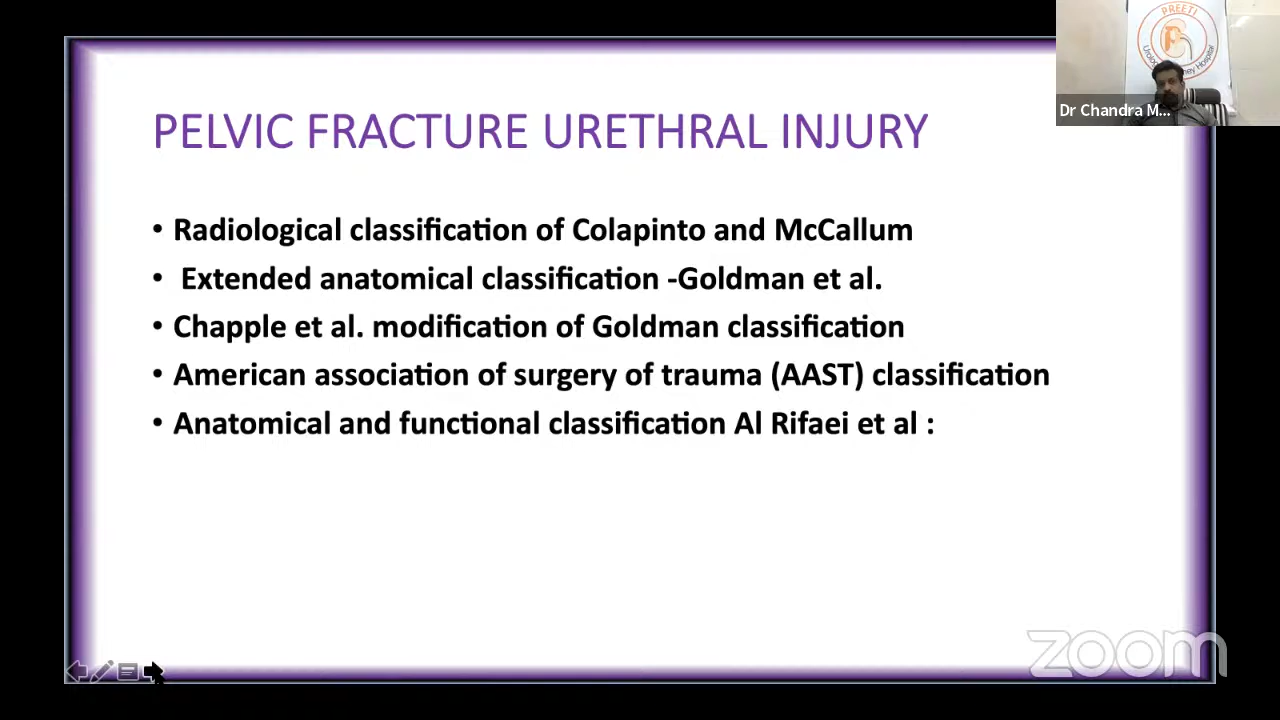 PREETI
Dr Chandra M...
PELVIC FRACTURE URETHRAL INJURY
• Radiological classification of Colapinto and McCallum
• Extended anatomical classification -Goldman et al.
• Chapple et al. modification of Goldman classification
• American association of surgery of trauma (AAST) classification
• Anatomical and functional classification Al Rifaei et al :
zoom